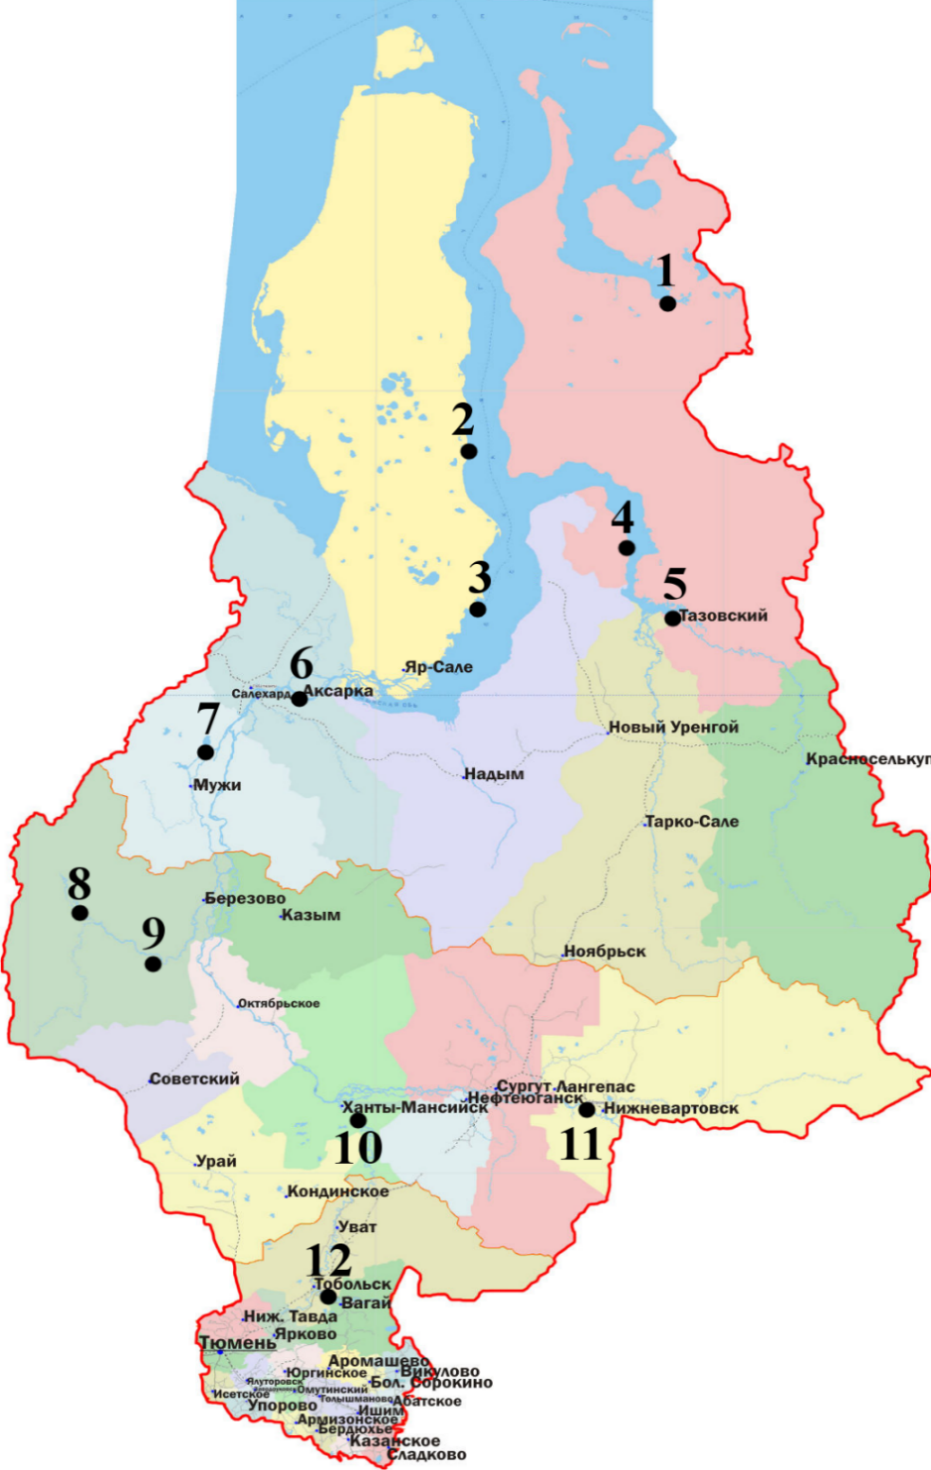 1
2
4
3
5
Тазовский
6
Яр-Сале
Салехард
Аксарка
7
Новый Уренгой
Красноселькуп
Надым
Мужи
Тарко-Сале
8
Березово
Казым
9
Ноябрьск
Октябрьское
Советский
Сургут
Лангепас
Нефтеюганск
Ханты-Мансийск
Нижневартовск
10
11
Урай
Кондинское
Уват
12
Тобольск
Вагай
Ниж. Тавда
Ярково
Тюмень
Аромашево
Викулово
Юргинское
Бол. Сорокино
Ялуторовск
Омутинский
Исетское
Голышманово
Абатское
Упорово
Ишим
Армизонское
Бердюжье
Казанское
Сладково